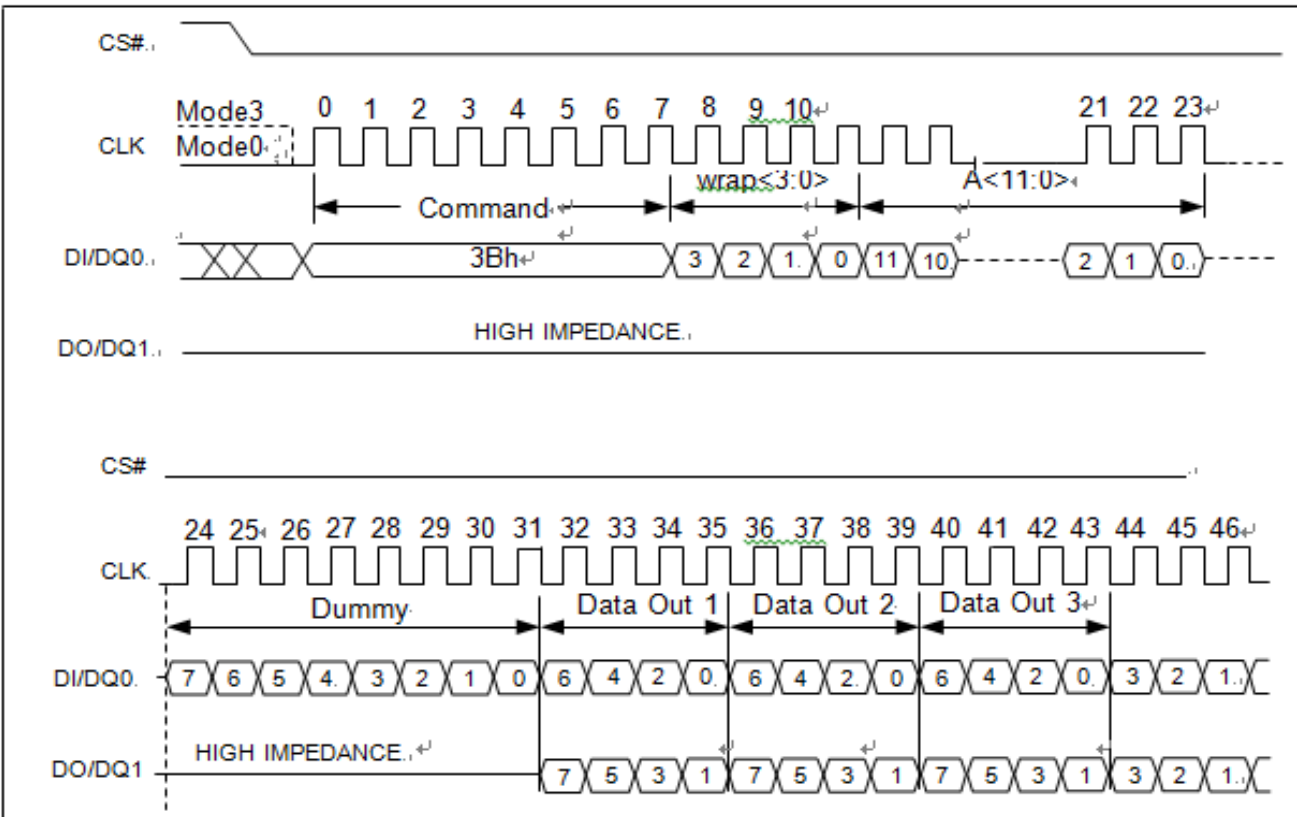 CS#
Mode3 0 1 2 3 4 5 6 7 8 9 10 21 22 23
CLK Mode0
wrap<3:0> A<11:0>
Command
DI/DQ0 3Bh 3 2 1 0 11 10 2 1 0
HIGH IMPEDANCE
DO/DQ1
CS#
24 25 26 27 28 29 30 31 32 33 34 35 36 37 38 39 40 41 42 43 44 45 46
CLK
Dummy Data Out 1 Data Out 2 Data Out 3
DI/DQ0 7 6 5 4 3 2 1 0 6 4 2 0 6 4 2 0 6 4 2 0 3 2 1
HIGH IMPEDANCE
DO/DQ1 7 5 3 1 7 5 3 1 7 5 3 1 3 2 1